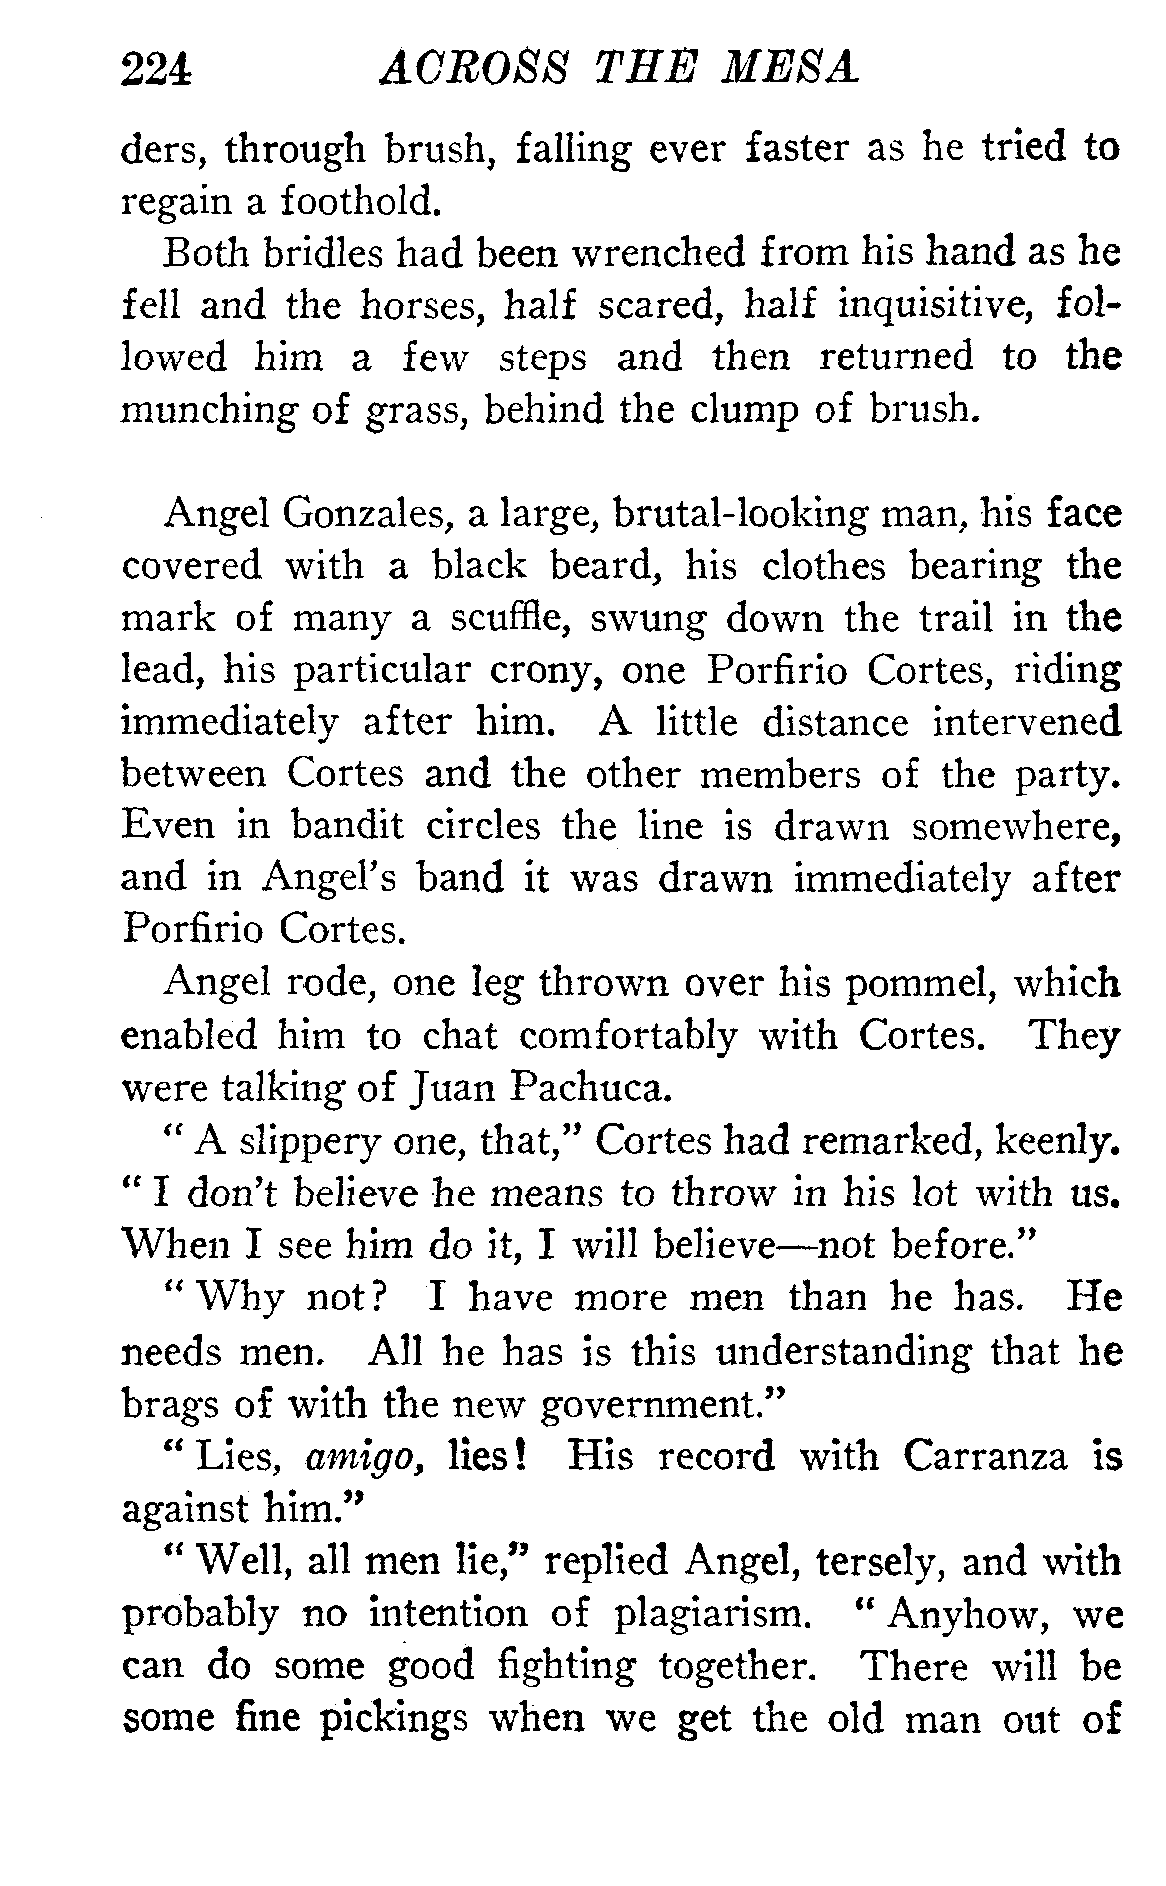 224 ACROSS THE MESA
ders, through brush, falling ever faster as he tried to
regain a foothold.
Both bridles had been wrenched from his hand as he
fell and the horses, half scared, half inquisitive, fol-
lowed him a few steps and then returned to the
munching of grass, behind the clump of brush.
Angel Gonzales, a large, brutal-looking man, his face
covered with a black beard, his clothes bearing the
mark of many a scuffle, swung down the trail in the
lead, his particular crony, one Porfirio Cortes, riding
immediately after him. A little distance intervened
between Cortes and the other members of the party.
Even in bandit circles the line is drawn somewhere,
and in Angel's band it was drawn immediately after
Porfirio Cortes.
Angel rode, one leg thrown over his pommel, which
enabled him to chat comfortably with Cortes. They
were talking of Juan Pachuca.
“ A slippery one, that,” Cortes had remarked, keenly.
“ I don't believe he means to throw in his lot with us.
When I see him do it, I will believe—not before.”
“ Why not? I have more men than he has. He
needs men. All he has is this understanding that he
brags of with the new government.”
“ Lies, amigo, lies! His record with Carranza is
against him.”
“ Well, all men lie,” replied Angel, tersely, and with
probably no intention of plagiarism. “ Anyhow, we
can do some good fighting together. There will be
some fine pickings when we get the old man out of